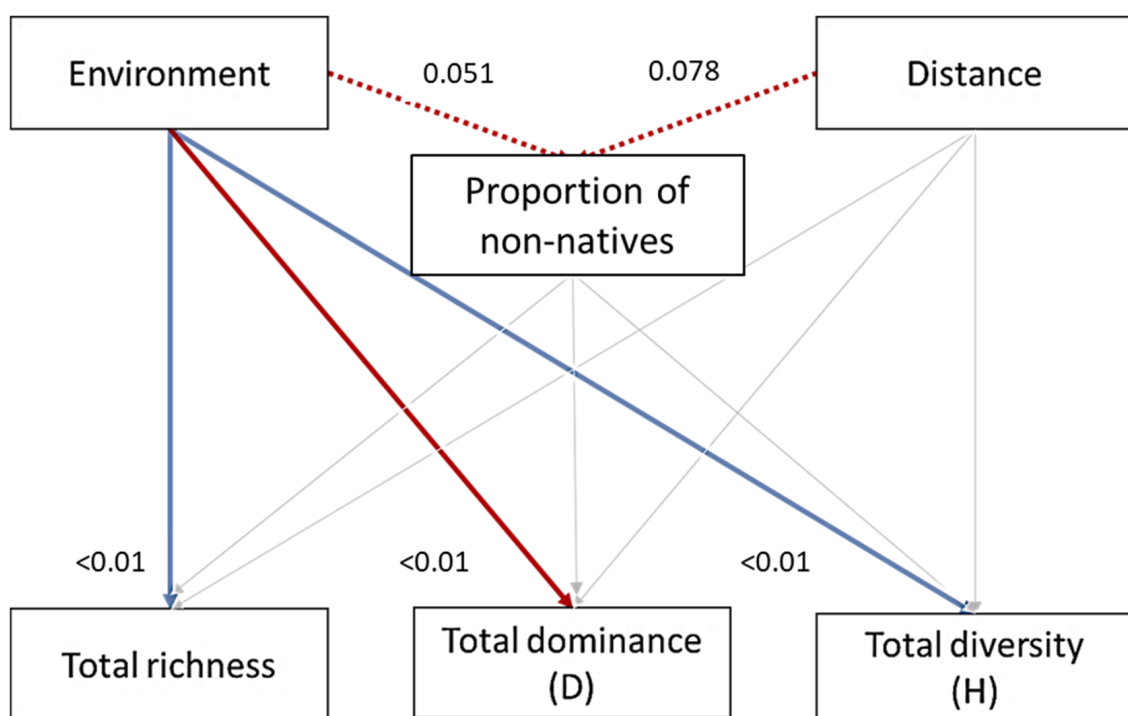 Environment
0.051
0.078
Distance
Proportion of
non-natives
<0.01
<0.01
<0.01
Total richness
Total dominance
(D)
Total diversity
(H)